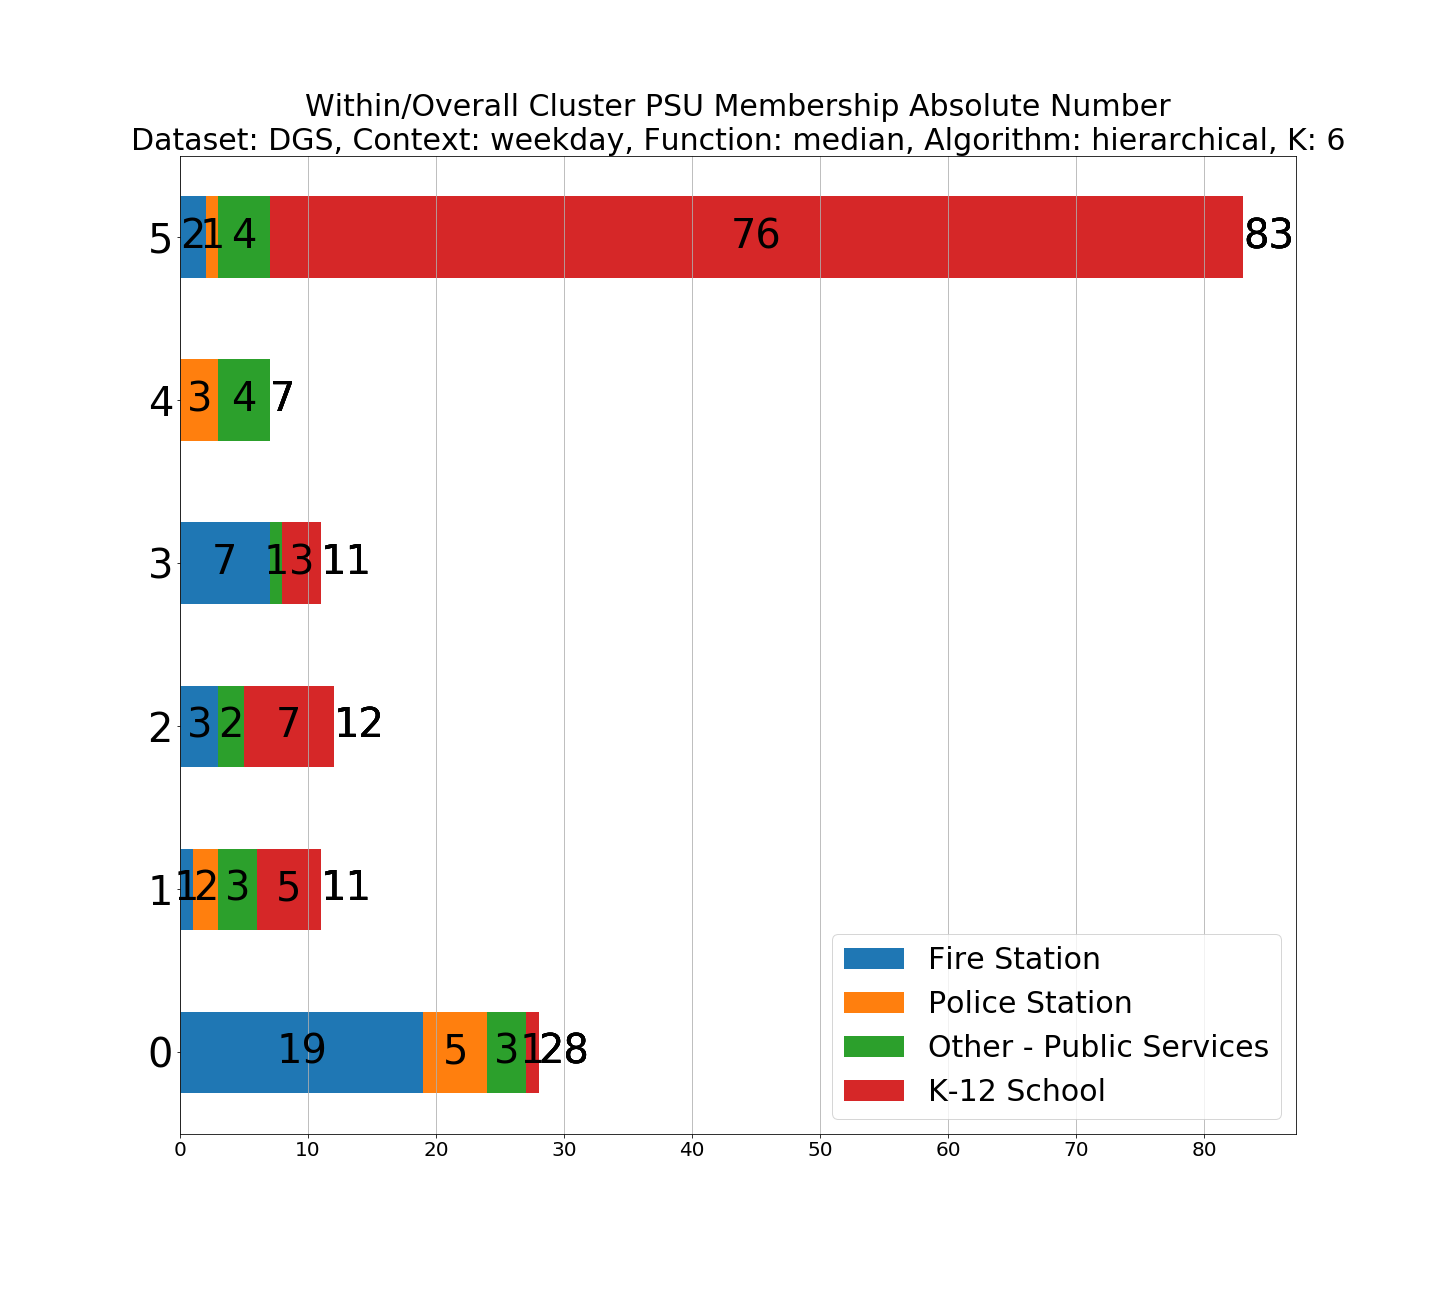 Within/Overall Cluster PSU Membership Absolute Number
Dataset: DGS, Context: weekday, Function: median, Algorithm: hierarchical, K: 6
5 2 1 4 76 83
4 3 4 7
3 7 1 3 11
2 3 2 7 12
1 1 2 3 5 11
0 19 5 3 1 28
Fire Station
Police Station
Other - Public Services
K-12 School
0 10 20 30 40 50 60 70 80